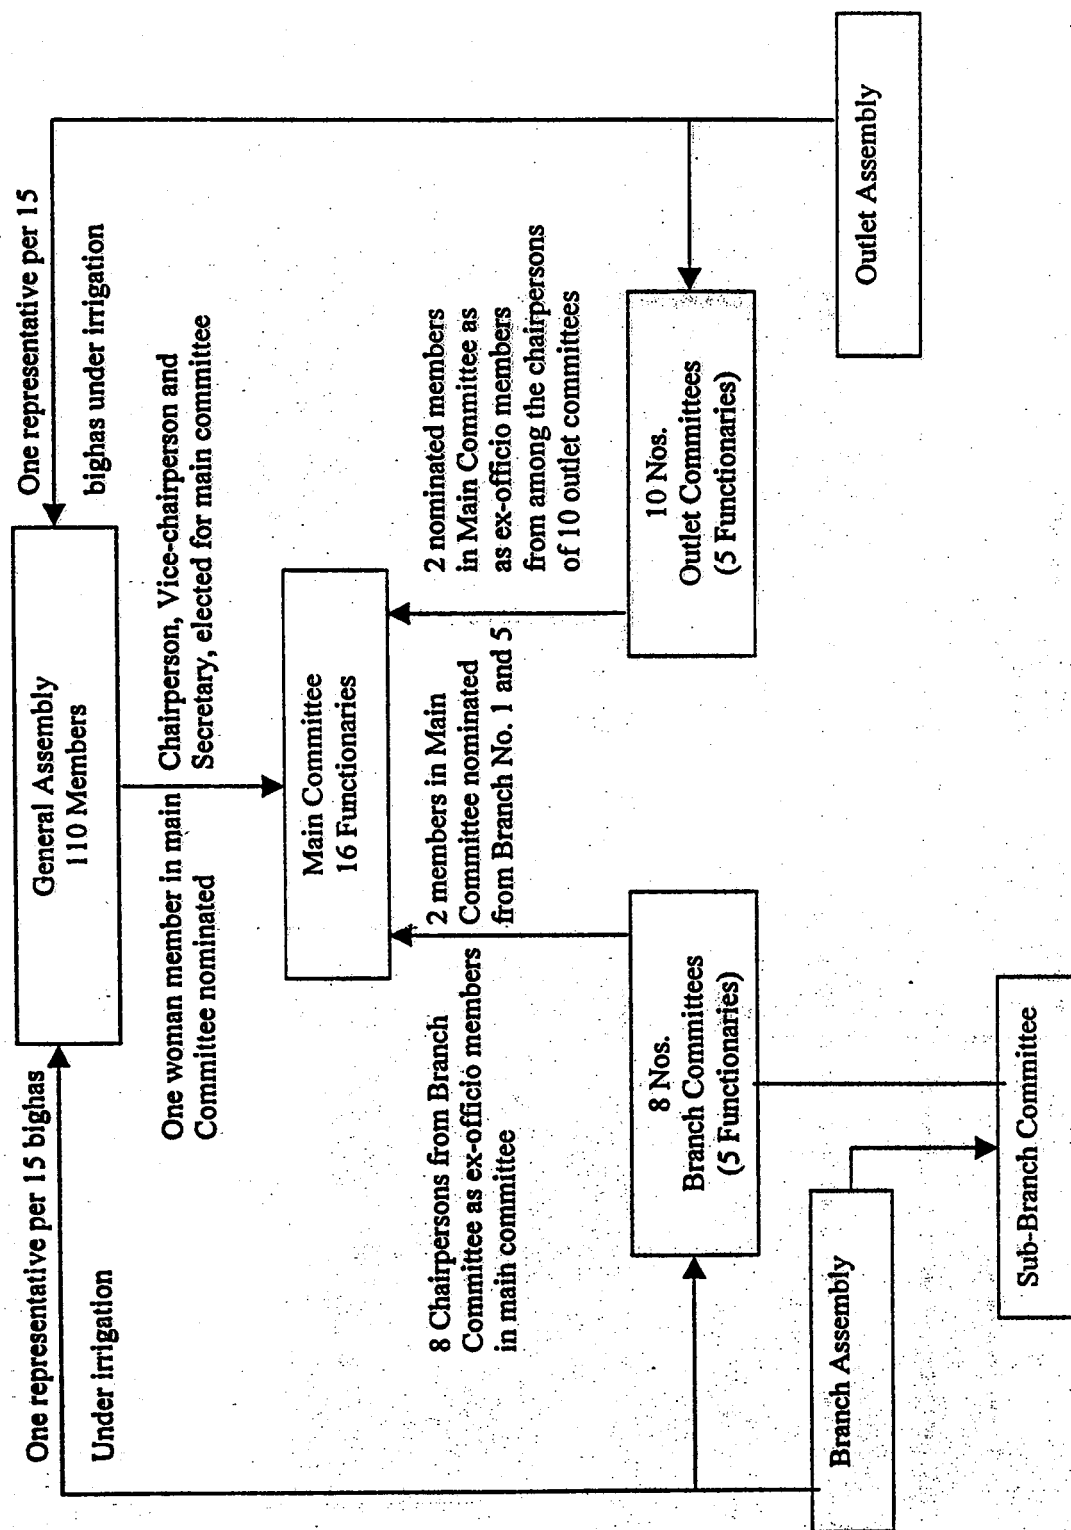 One representative per 15 bighas
Under irrigation
General Assembly
110 Members
One representative per 15
bighas under irrigation
One woman member in main
Committee nominated
Chairperson, Vice-chairperson and
Secretary, elected for main committee
Main Committee
16 Functionaries
8 Chairpersons from Branch
Committee as ex-officio members
in main committee
2 members in Main
Committee nominated
from Branch No. 1 and 5
2 nominated members
in Main Committee as
as ex-officio members
from among the chairpersons
of 10 outlet committees
8 Nos.
Branch Committees
(5 Functionaries)
10 Nos.
Outlet Committees
(5 Functionaries)
Branch Assembly
Outlet Assembly
Sub-Branch Committee